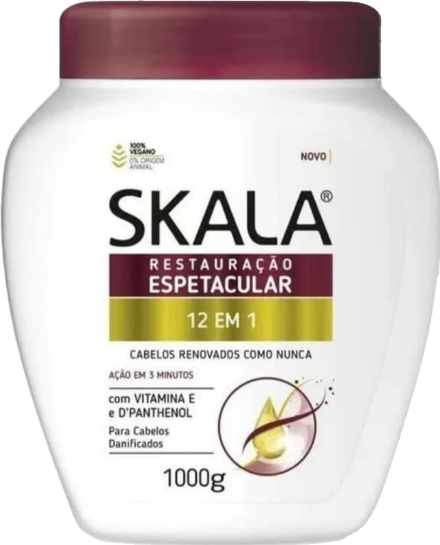 100%
VEGANO
0% ORIGEM
ANIMAL
NOVO
SKALA®
RESTAURAÇÃO
ESPETACULAR
12 EM 1
CABELOS RENOVADOS COMO NUNCA
AÇÃO EM 3 MINUTOS
com VITAMINA E
e D'PANTHENOL
Para Cabelos
Danificados
1000g